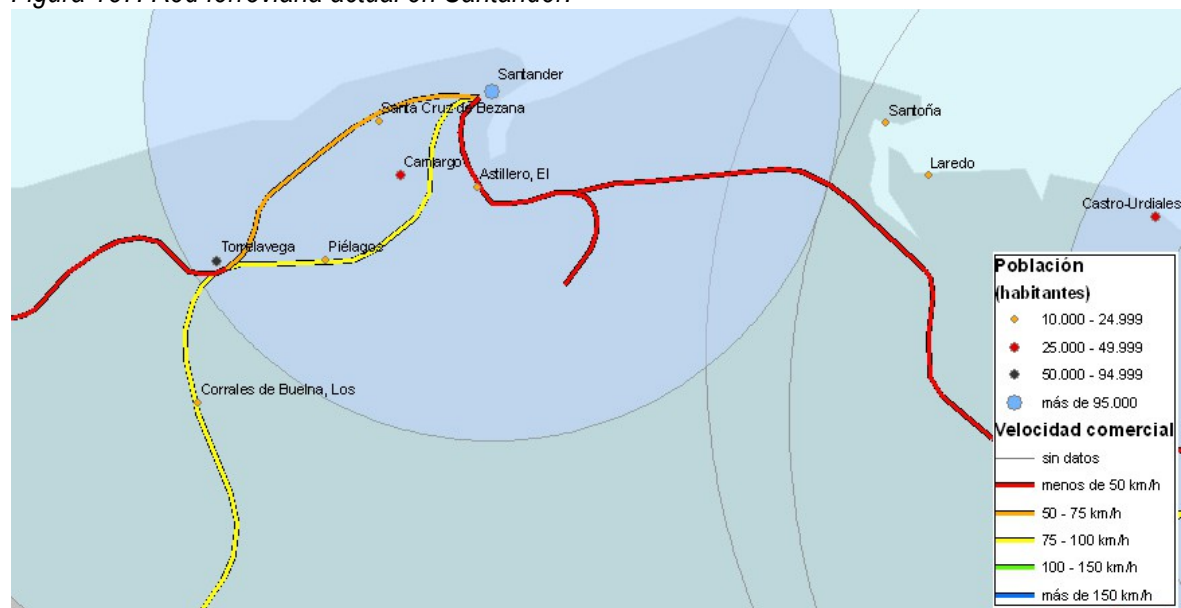 Figura 107. Red ferroviaria actual en Santander.
Santander
Santa Cruz de Bezana
Santoña
Camargo
Astillero, El
Laredo
Castro-Urdiales
Torrelavega
Piélagos
Corrales de Buelna, Los
Población
(habitantes)
10.000 - 24.999
25.000 - 49.999
50.000 - 94.999
más de 95.000
Velocidad comercial
sin datos
menos de 50 km/h
50 - 75 km/h
75 - 100 km/h
100 - 150 km/h
más de 150 km/h